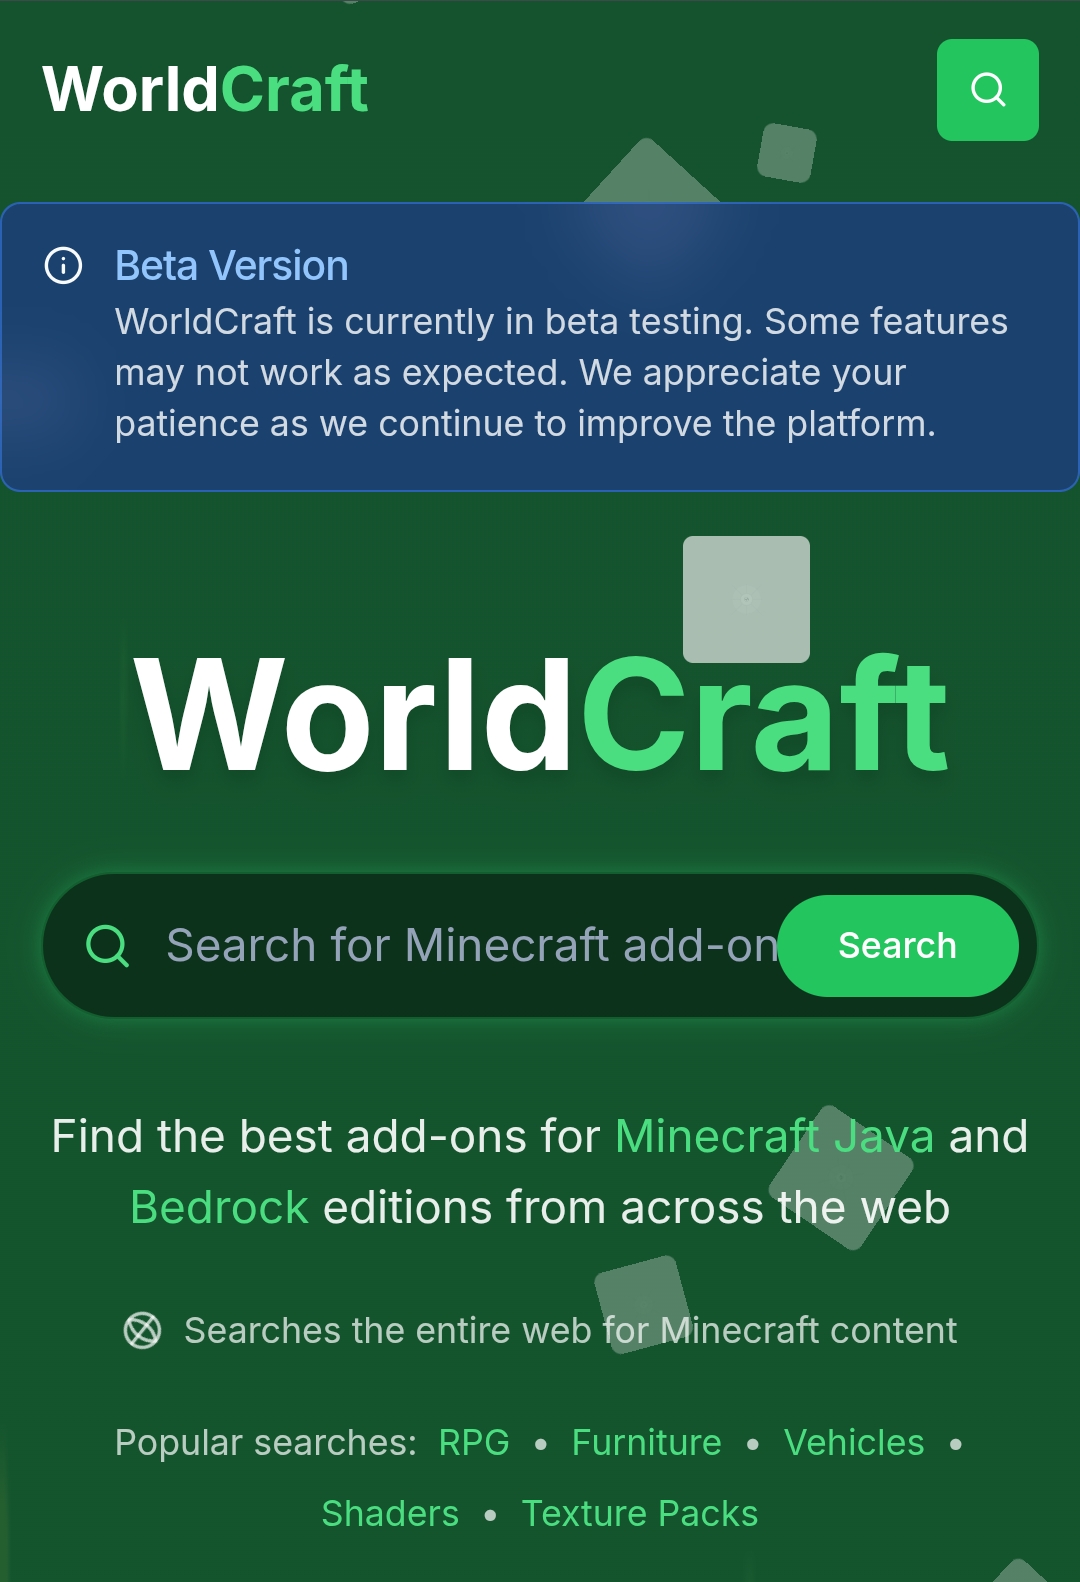 WorldCraft
Beta Version
WorldCraft is currently in beta testing. Some features
may not work as expected. We appreciate your
patience as we continue to improve the platform.
WorldCraft
Search for Minecraft add-on
Search
Find the best add-ons for Minecraft Java and
Bedrock editions from across the web
Searches the entire web for Minecraft content
Popular searches: RPG • Furniture • Vehicles •
Shaders • Texture Packs